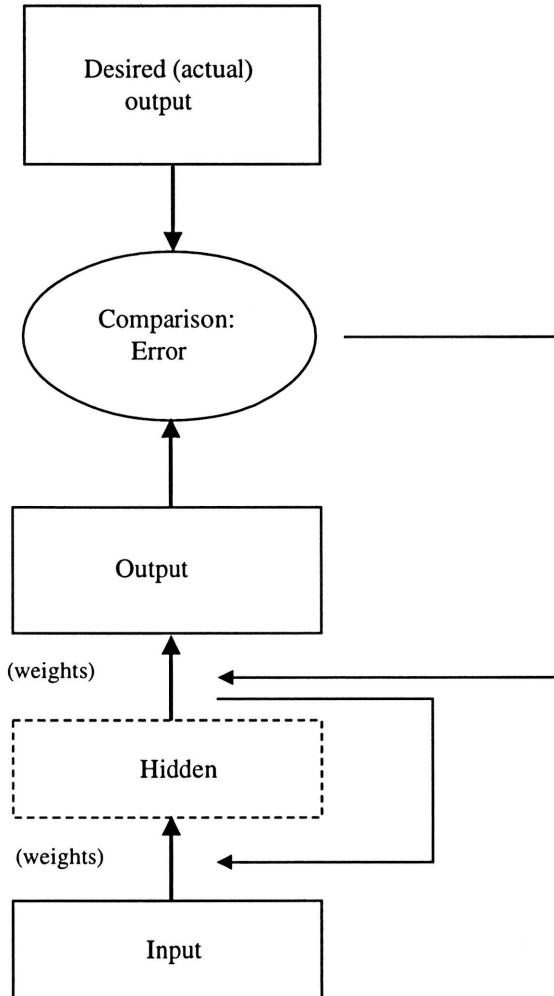 Desired (actual)
output
Comparison:
Error
Output
(weights)
Hidden
(weights)
Input